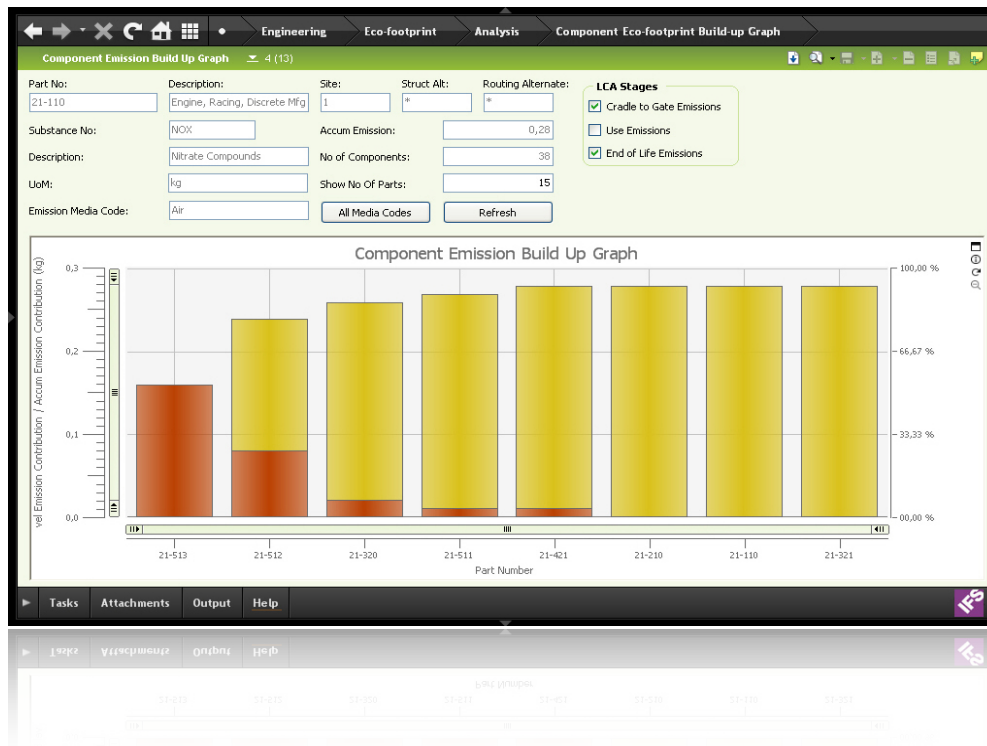 Engineering Eco-footprint Analysis Component Eco-footprint Build-up Graph
Component Emission Build Up Graph 4 (13)
Part No: Description: Site: Struct Alt: Routing Alternate: LCA Stages
21-110 Engine, Racing, Discrete Mfg 1 * * Cradle to Gate Emissions
Substance No: NOX Accum Emission: 0,28 Use Emissions
Description: Nitrate Compounds No of Components: 38 End of Life Emissions
UoM: kg Show No Of Parts: 15
Emission Media Code: Air All Media Codes Refresh
Component Emission Build Up Graph
vel Emission Contribution / Accum Emission Contribution (kg)
0,3 100,00 %
0,2 66,67 %
0,1 33,33 %
0,0 00,00 %
21-513 21-512 21-320 21-511 21-421 21-210 21-110 21-321
Part Number
Tasks Attachments Output Help IFS